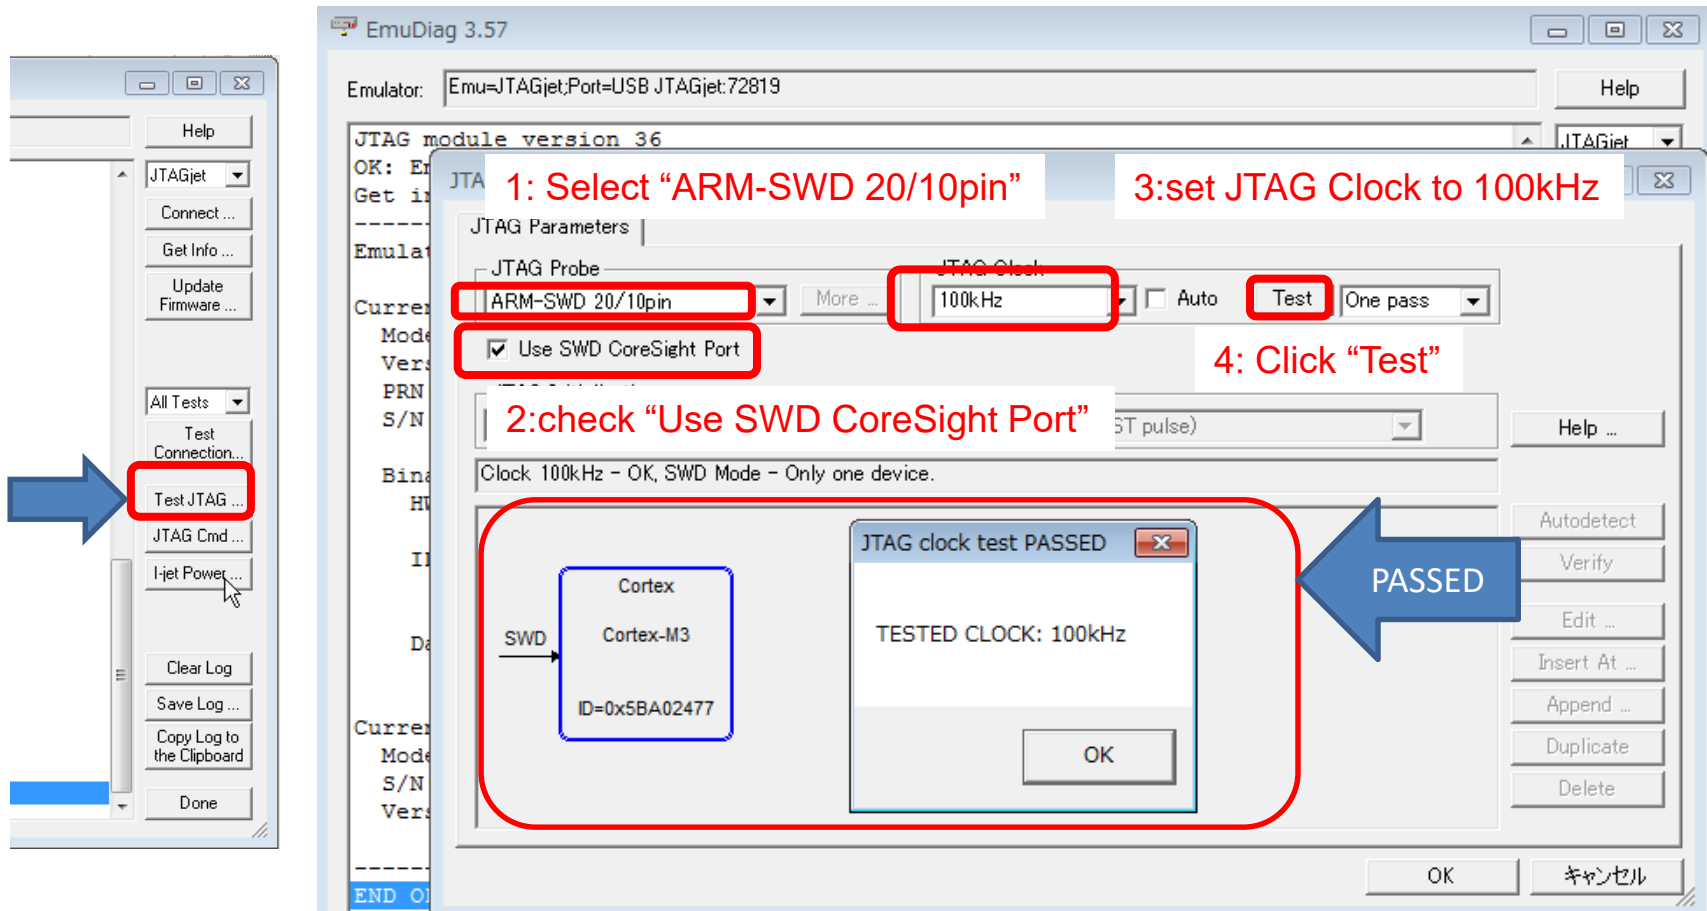 Help
JTAGjet
Connect ...
Get Info ...
Update
Firmware ...
All Tests
Test
Connection...
Test JTAG ...
JTAG Cmd ...
I-jet Power ...
Clear Log
Save Log ...
Copy Log to
the Clipboard
Done
EmuDiag 3.57
Emulator: Emu=JTAGjet;Port=USB JTAGjet:72819
Help
JTAG module version 36
JTAGjet
OK:
Get
1: Select “ARM-SWD 20/10pin”
3:set JTAG Clock to 100kHz
JTAG Parameters
JTAG Probe
JTAG Clock
ARM-SWD 20/10pin
More ...
100kHz
Auto
Test
One pass
Use SWD CoreSight Port
4: Click “Test”
PRN
S/N
2:check “Use SWD CoreSight Port”
pulse)
Help ...
Clock 100kHz - OK, SWD Mode - Only one device.
JTAG clock test PASSED
TESTED CLOCK: 100kHz
OK
SWD
Cortex
Cortex-M3
ID=0x5BA02477
PASSED
Autodetect
Verify
Edit ...
Insert At ...
Append ...
Duplicate
Delete
S/N
END
OK
キャンセル